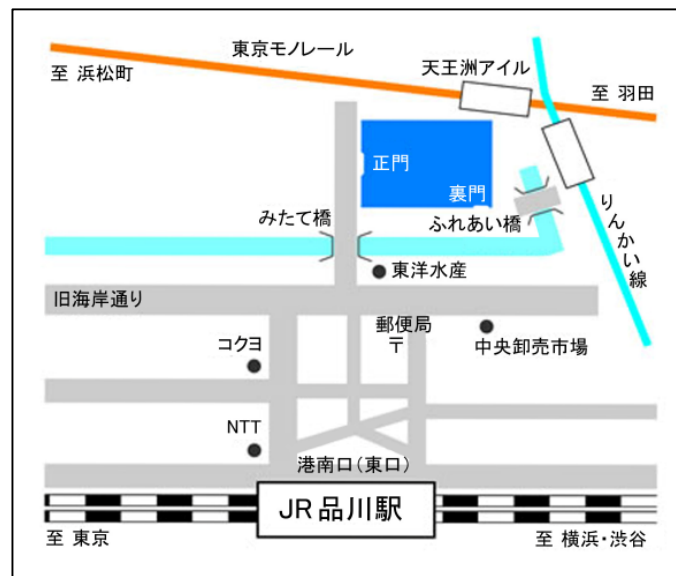 東京モノレール
天王洲アイル
至 浜松町
至 羽田
正門
裏門
みたて橋
ふれあい橋
りんかい線
東洋水産
旧海岸通り
郵便局
〒
コクヨ
中央卸売市場
NTT
港南口(東口)
JR品川駅
至 東京
至 横浜・渋谷